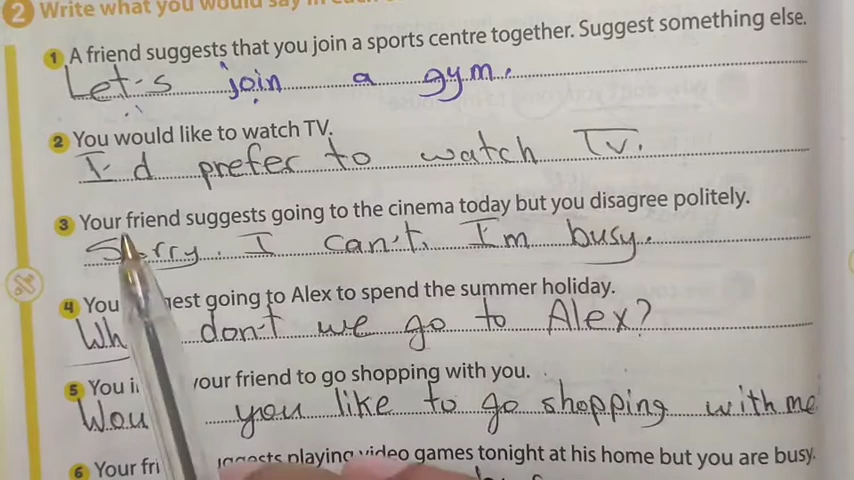 2 Write what you would say in each
1 A friend suggests that you join a sports centre together. Suggest something else.
Let's join a gym.
2 You would like to watch TV.
I'd prefer to watch TV.
3 Your friend suggests going to the cinema today but you disagree politely.
Sorry. I can't. I'm busy.
4 You gest going to Alex to spend the summer holiday.
Wh don't we go to Alex?
5 You i your friend to go shopping with you.
Wou you like to go shopping with me
6 Your fri ggests playing video games tonight at his home but you are busy.